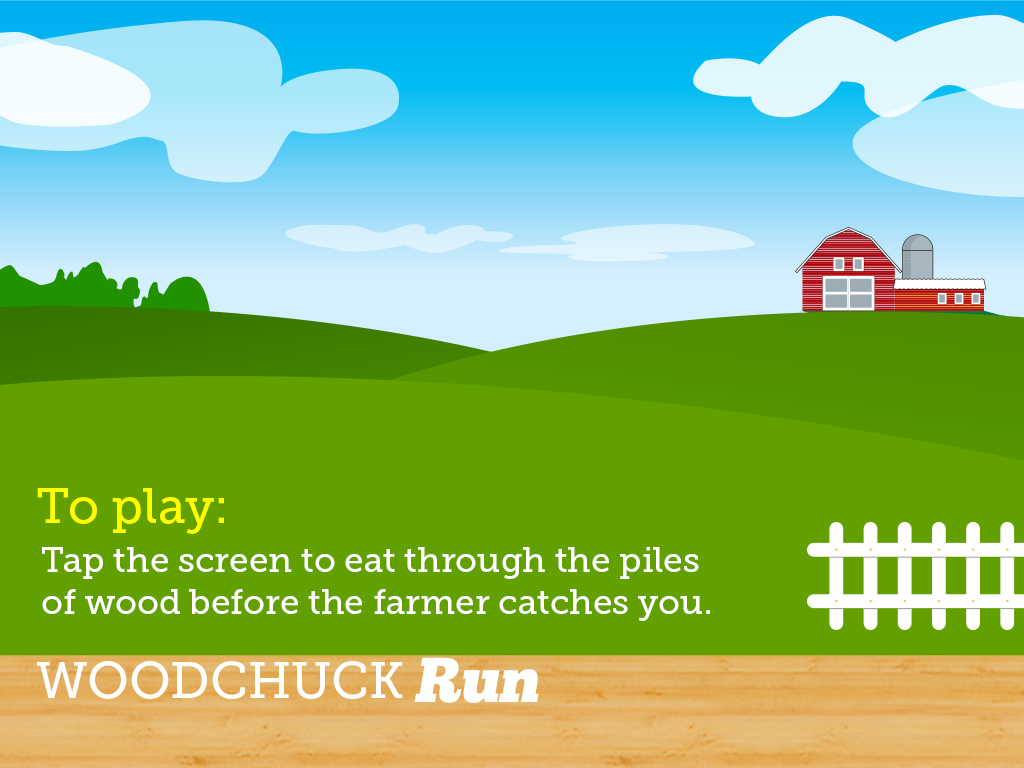 To play:
Tap the screen to eat through the piles
of wood before the farmer catches you.
WOODCHUCK Run